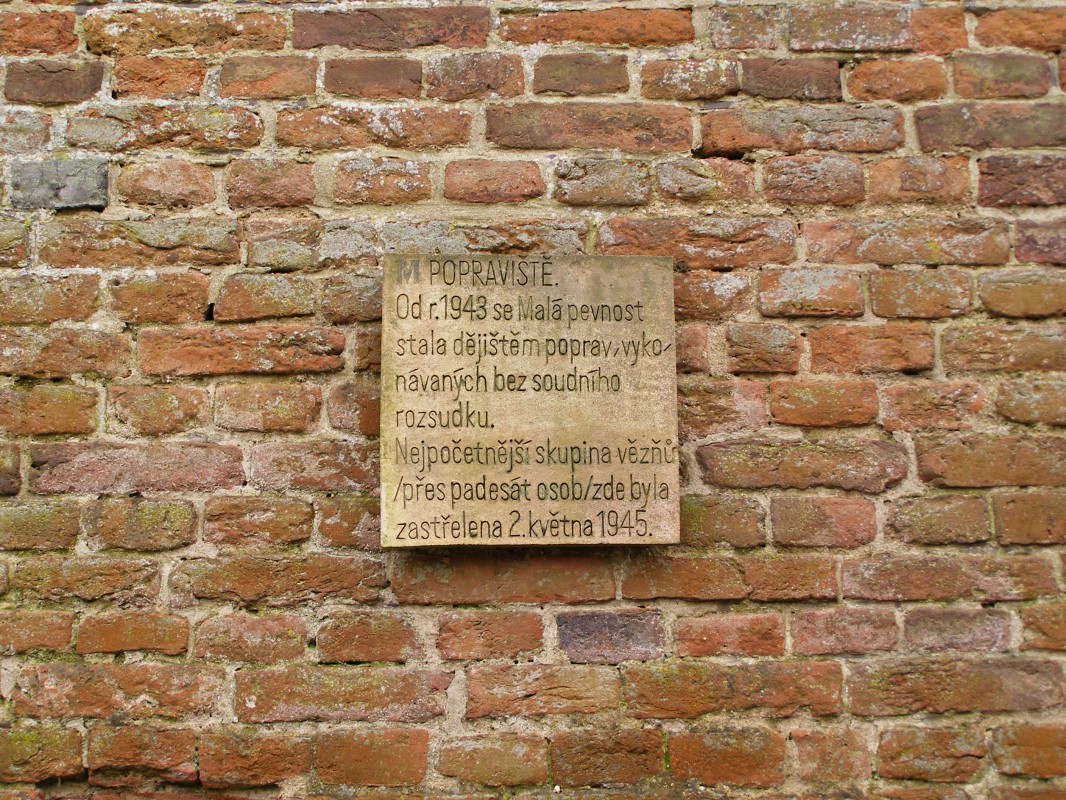 M POPRAVIŠTĚ.
Od r.1943 se Malá pevnost
stala dějištěm poprav, vyko-
návaných bez soudního
rozsudku.
Nejpočetnější skupina vězňů
/přes padesát osob/zde byla
zastřelena 2. května 1945.